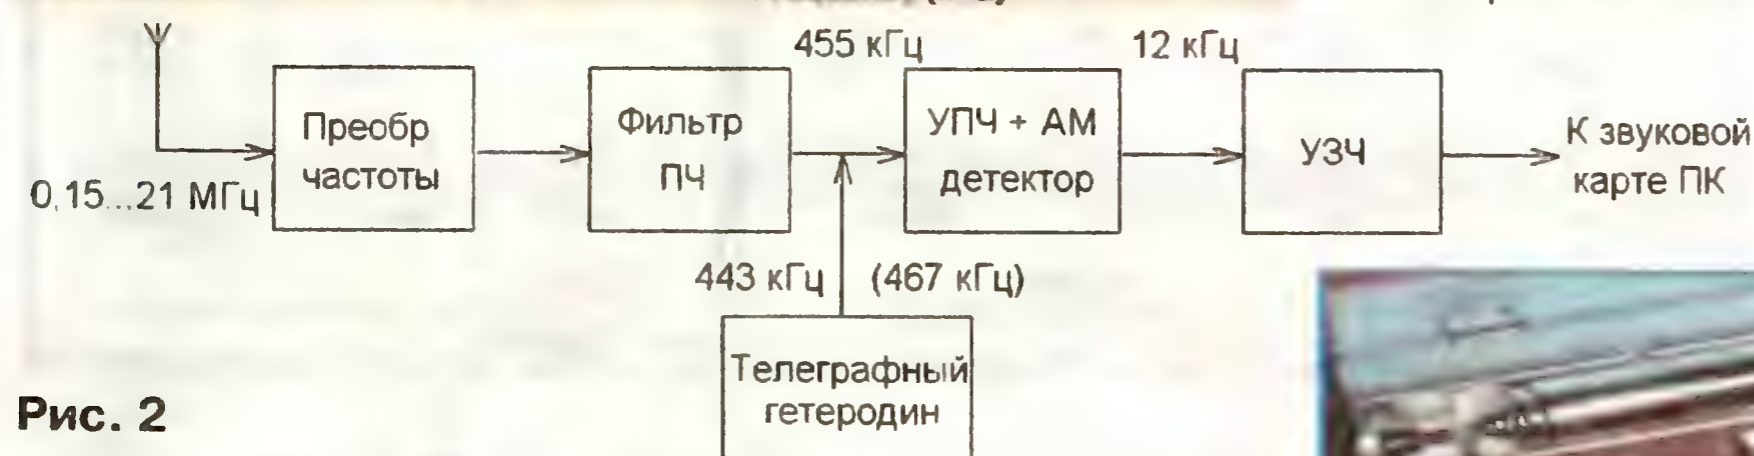 455 кГц
12 кГц
Преобр
частоты
Фильтр
ПЧ
УПЧ + АМ
детектор
УЗЧ
К звуковой
карте ПК
0,15...21 МГц
443 кГц
(467 кГц)
Телеграфный
гетеродин
Рис. 2